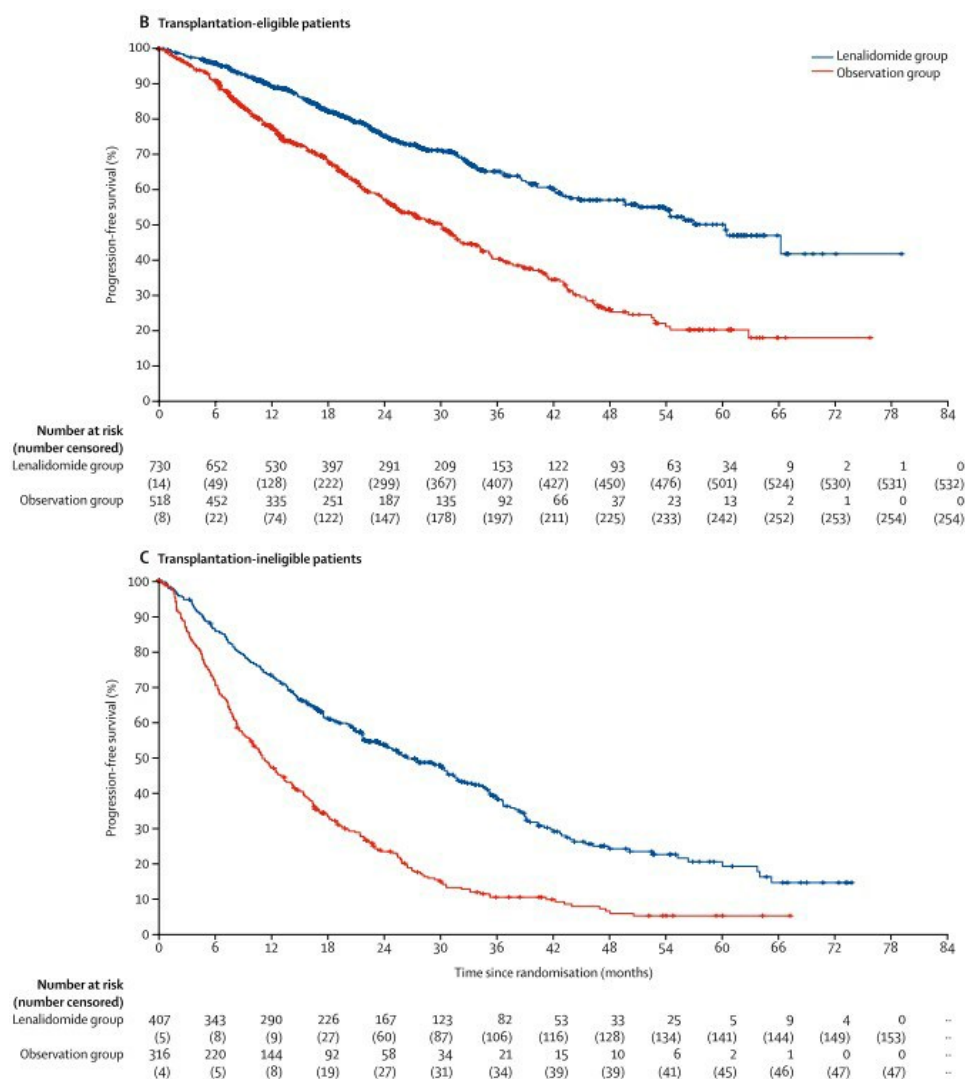 B Transplantation-eligible patients
100
90
80
70
60
50
40
30
20
10
0
Progression-free survival (%)
Lenalidomide group
Observation group
0 6 12 18 24 30 36 42 48 54 60 66 72 78 84
Number at risk
(number censored)
Lenalidomide group 730 652 530 397 291 209 153 122 93 63 34 9 2 1 0
(14) (49) (128) (222) (299) (367) (407) (427) (450) (476) (501) (524) (530) (531) (532)
Observation group 518 452 335 251 187 135 92 66 37 23 13 2 1 0 0
(8) (22) (74) (122) (147) (178) (197) (211) (225) (233) (242) (252) (253) (254) (254)
C Transplantation-ineligible patients
100
90
80
70
60
50
40
30
20
10
0
Progression-free survival (%)
0 6 12 18 24 30 36 42 48 54 60 66 72 78 84
Time since randomisation (months)
Number at risk
(number censored)
Lenalidomide group 407 343 290 226 167 123 82 53 33 25 5 9 4 0 ..
(5) (8) (9) (27) (60) (87) (106) (116) (128) (134) (141) (144) (149) (153) ..
Observation group 316 220 144 92 58 34 21 15 10 6 2 1 0 0 ..
(4) (5) (8) (19) (27) (31) (34) (39) (39) (41) (45) (46) (47) (47) ..